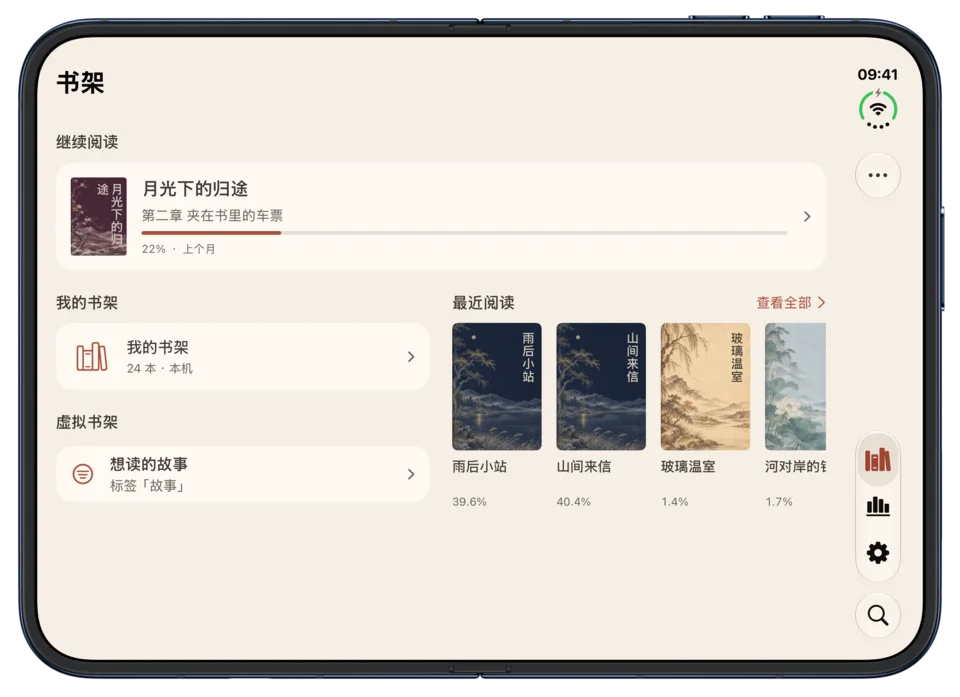 书架
09:41
继续阅读
月光下的归途
月光下的归途
第二章 夹在书里的车票
22% · 上个月
我的书架
我的书架
24 本 · 本机
虚拟书架
想读的故事
标签「故事」
最近阅读
查看全部
雨后小站
山间来信
玻璃温室
雨后小站
山间来信
玻璃温室
河对岸的
39.6%
40.4%
1.4%
1.7%